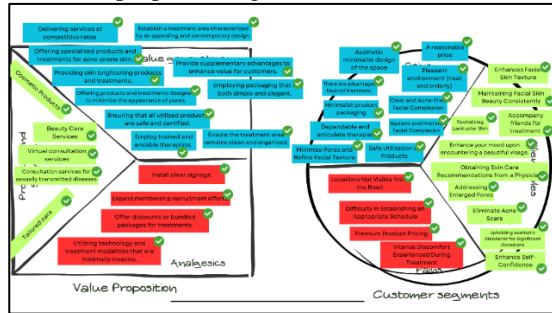 Delivering services at
competitive rates
Establish a treatment area characterized
by an appealing and contemporary design.
Offering specialized products
and treatments for acne-prone skin.
Provide supplementary advantages to
enhance value for customers.
Providing skin brightening products
and treatments.
Employing packaging that is
both simple and elegant.
Offering products and treatments designed
to minimize the appearance of pores.
Ensuring that all utilized products
are safe and certified.
Employ trained and
amiable therapists.
Ensure the treatment area
remains clean and organized.
Cosmetic Products
Beauty Care
Services
Virtual consultation
services
Consultation services for
sexually transmitted diseases
Tailored care
Install clear signage.
Expand membership recruitment efforts.
Offer discounts or bundled
packages for treatments.
Utilizing technology and
treatment modalities that are
minimally invasive.
Analgesics
Value Proposition
Aesthetic
minimalist design
of the space
A reasonable
price
There are advantages
beyond treatment.
Pleasant
environment (neat
and orderly)
Minimalist product
packaging
Clear and Acne-Free
Facial Complexion
Dependable and
articulate therapist
Radiant and
Facial Complexion
Revitalizing
Lackluster Skin
Minimize Pores and
Refine Facial Texture
Safe Utilization of
Products
Enhances Facial
Skin Texture
Maintaining Facial Skin
Beauty Consistently
Accompany
friends for
treatment.
Enhance your mood upon
encountering a beautiful visage.
Obtaining Skin Care
Recommendations from a Physician
Addressing
Enlarged Pores
Eliminate Acne
Scars
Upholding Aesthetic
Standards for Significant
Occasions
Enhance Self-
Confidence
Locations Not Visible from
the Road
Difficulty in Establishing an
Appropriate Schedule
Premium Product Pricing
Intense Discomfort
Experienced During
Treatment
Pains
Customer segments